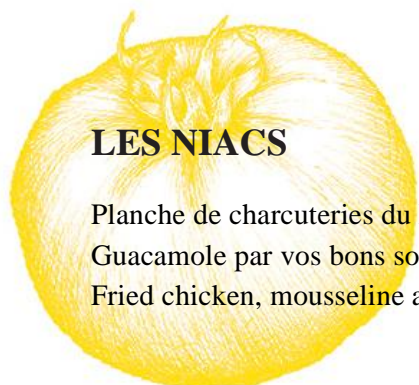 LES NIACS
Planche de charcuteries du
Guacamole par vos bons
Fried chicken, mousseline